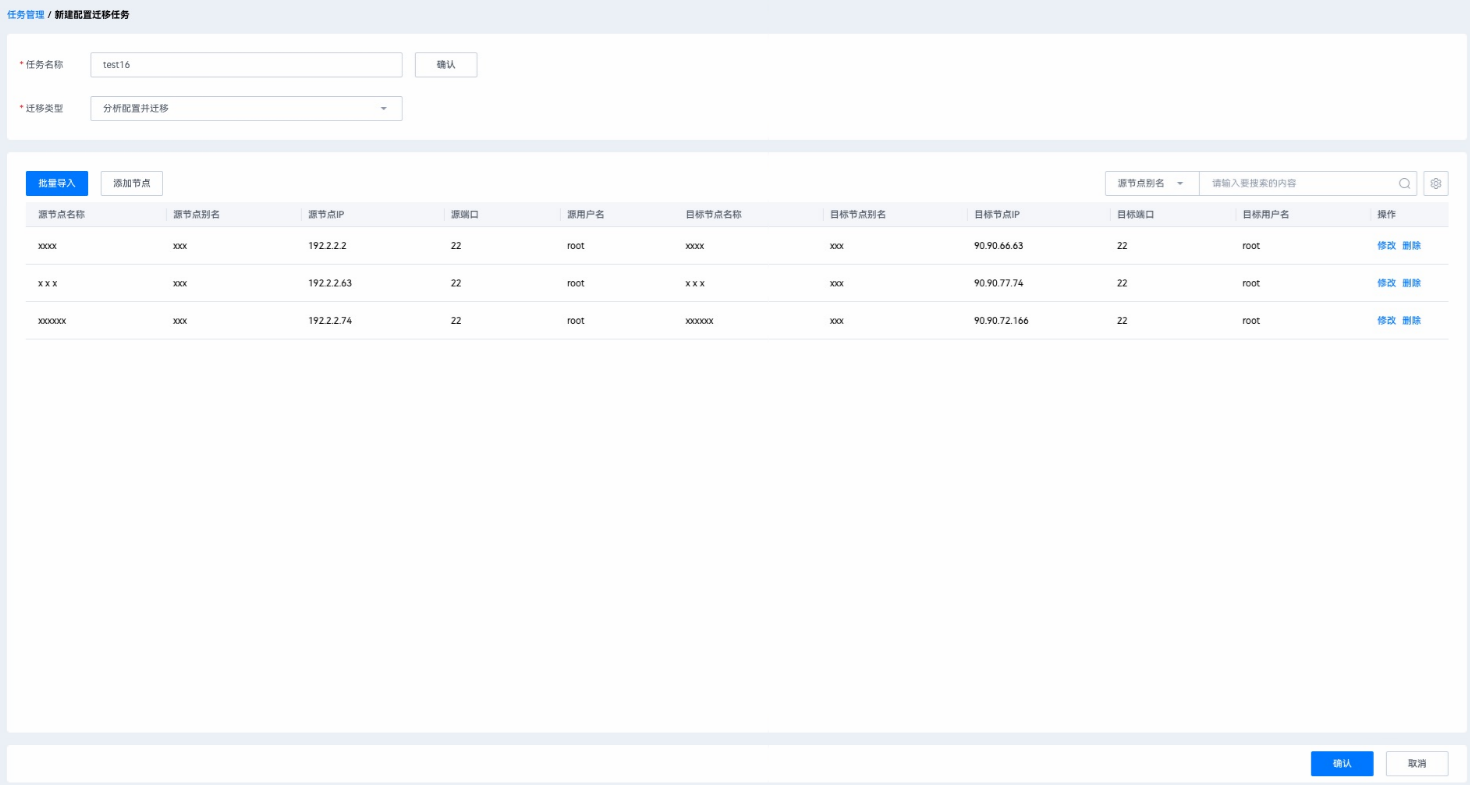 任务管理 / 新建配置迁移任务
* 任务名称 test16 确认
* 迁移类型 分析配置并迁移
批量导入 添加节点 源节点别名 请输入要搜索的内容
源节点名称 源节点别名 源节点IP 源端口 源用户名 目标节点名称 目标节点别名 目标节点IP 目标端口 目标用户名 操作
xxxx xxx 192.2.2.2 22 root xxxx xxx 90.90.66.63 22 root 修改 删除
x x x xxx 192.2.2.63 22 root x x x xxx 90.90.77.74 22 root 修改 删除
xxxxxx xxx 192.2.2.74 22 root xxxxxx xxx 90.90.72.166 22 root 修改 删除
确认 取消